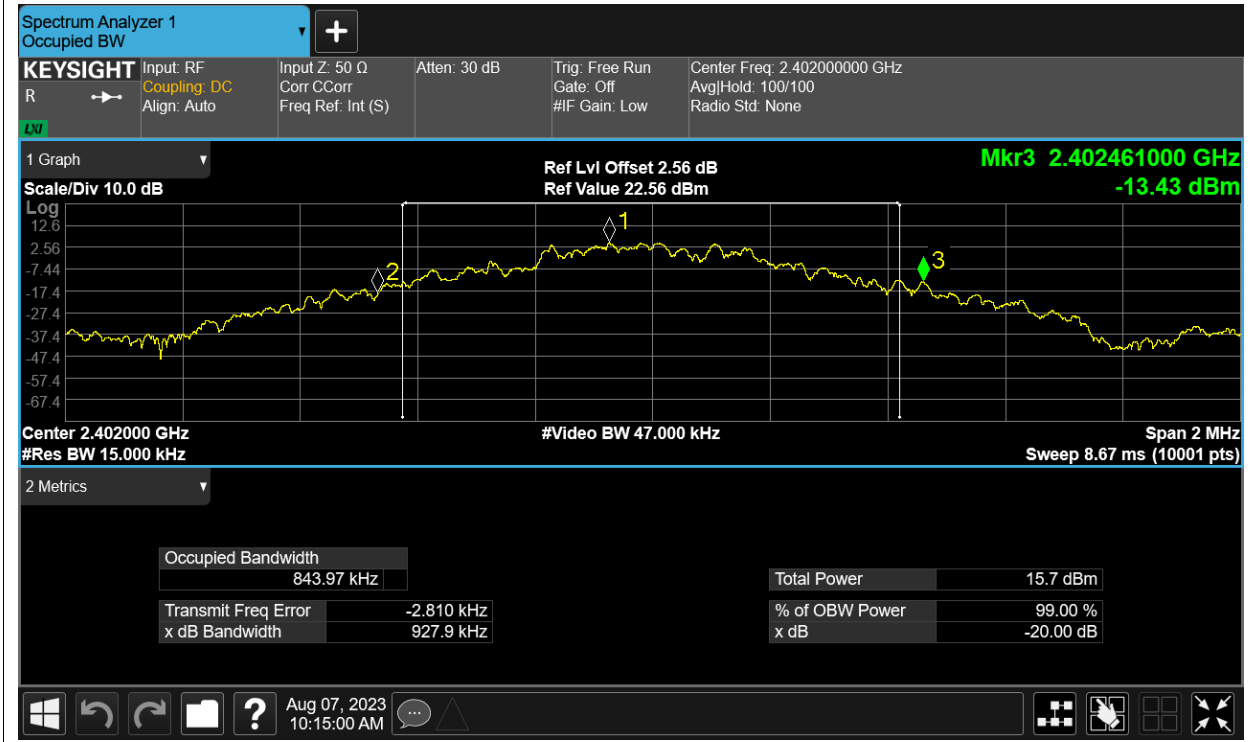 Spectrum Analyzer 1
Occupied BW
KEYSIGHT Input: RF Input Z: 50 Ω Atten: 30 dB Trig: Free Run Center Freq: 2.402000000 GHz
R Coupling: DC Corr CCorr Gate: Off Avg|Hold: 100/100
Align: Auto Freq Ref: Int (S) #IF Gain: Low Radio Std: None
LXI
1 Graph
Ref Lvl Offset 2.56 dB Mkr3 2.402461000 GHz
Scale/Div 10.0 dB Ref Value 22.56 dBm -13.43 dBm
Log
12.6
2.56
-7.44
-17.4
-27.4
-37.4
-47.4
-57.4
-67.4
1
2
3
Center 2.402000 GHz #Video BW 47.000 kHz Span 2 MHz
#Res BW 15.000 kHz Sweep 8.67 ms (10001 pts)
2 Metrics
Occupied Bandwidth
843.97 kHz Total Power 15.7 dBm
Transmit Freq Error -2.810 kHz % of OBW Power 99.00 %
x dB Bandwidth 927.9 kHz x dB -20.00 dB
? Aug 07, 2023
10:15:00 AM